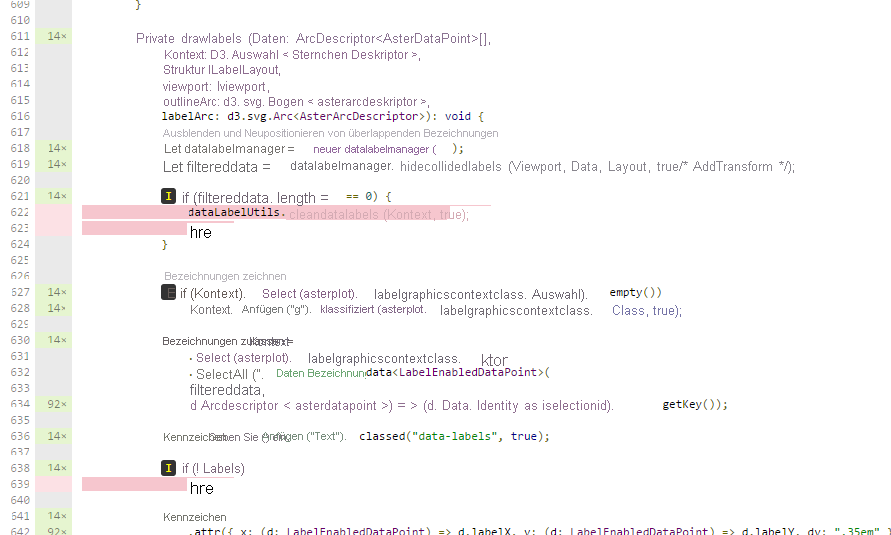 609 }
610
611 14× Private drawlabels (Daten: ArcDescriptor<AsterDataPoint>[],
612 Kontext: D3. Auswahl < Sternchen Deskriptor >,
613 Struktur ILabelLayout,
614 viewport: Iviewport,
615 outlineArc: d3. svg. Bogen < asterarcdeskriptor >,
616 labelArc: d3.svg.Arc<AsterArcDescriptor>): void {
617 Ausblenden und Neupositionieren von überlappenden Bezeichnungen
618 14× Let datalabelmanager = neuer datalabelmanager ( );
619 14× Let filtereddata = datalabelmanager. hidecollidedlabels (Viewport, Data, Layout, true/* AddTransform */);
620
621 14× I if (filtereddata. length = == 0) {
622 dataLabelUtils. cleandatalabels (Kontext, true);
623 hre
624 }
625
626 Bezeichnungen zeichnen
627 14× E if (Kontext). Select (asterplot). labelgraphicscontextclass. Auswahl). empty())
628 14× Kontext. Anfügen ("g"). klassifiziert (asterplot. labelgraphicscontextclass. Class, true);
629
630 14× Bezeichnungen zulassen = Kontext
631 . Select (asterplot). labelgraphicscontextclass. ktor
632 . SelectAll (". Daten Bezeichnung data<LabelEnabledDataPoint>(
633 filtereddata,
634 92× d Arcdescriptor < asterdatapoint >) = > (d. Data. Identity as iselectionid). getKey());
635
636 14× Kennzeichen Geben Sie () ein Anfügen ("Text"). classed("data-labels", true);
637
638 14× I if (! Labels)
639 hre
640
641 14× Kennzeichen
642 92× .attr({ x: (d: LabelEnabledDataPoint) => d.labelX, y: (d: LabelEnabledDataPoint) => d.labelY, dy: ".35em" }